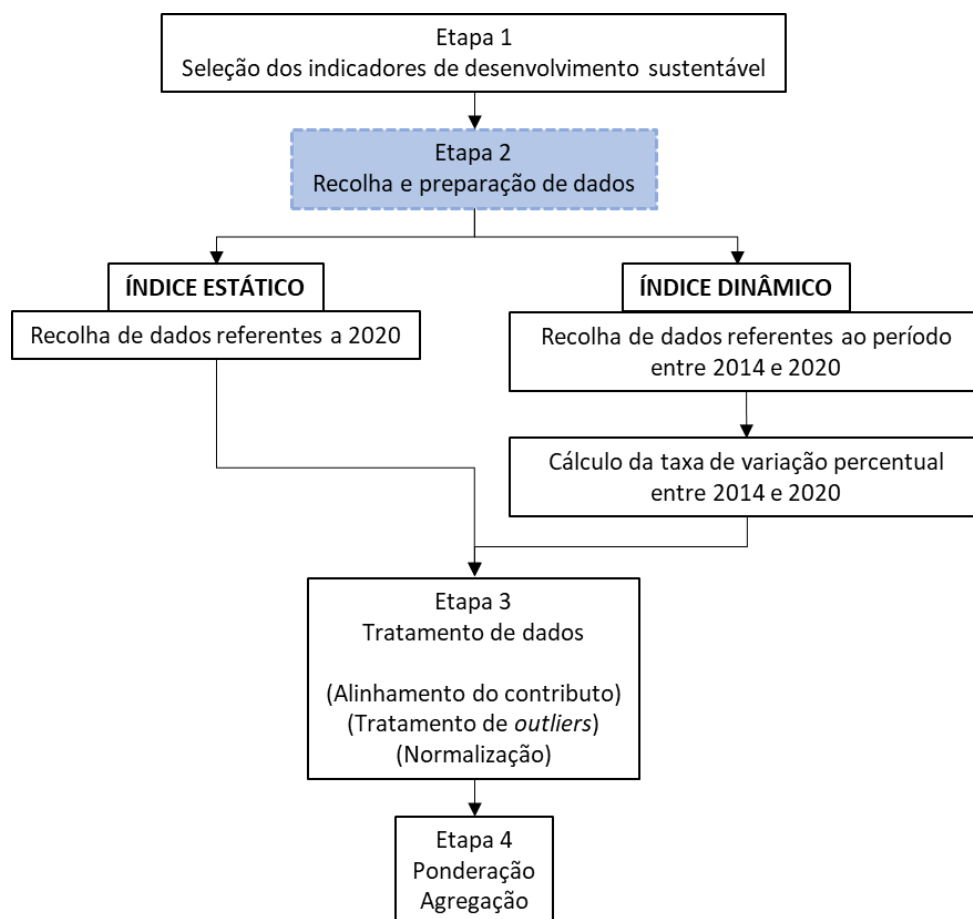 Etapa 1
Seleção dos indicadores de desenvolvimento sustentável
Etapa 2
Recolha e preparação de dados
ÍNDICE ESTÁTICO
Recolha de dados referentes a 2020
ÍNDICE DINÂMICO
Recolha de dados referentes ao período
entre 2014 e 2020
Cálculo da taxa de variação percentual
entre 2014 e 2020
Etapa 3
Tratamento de dados
(Alinhamento do contributo)
(Tratamento de outliers)
(Normalização)
Etapa 4
Ponderação
Agregação